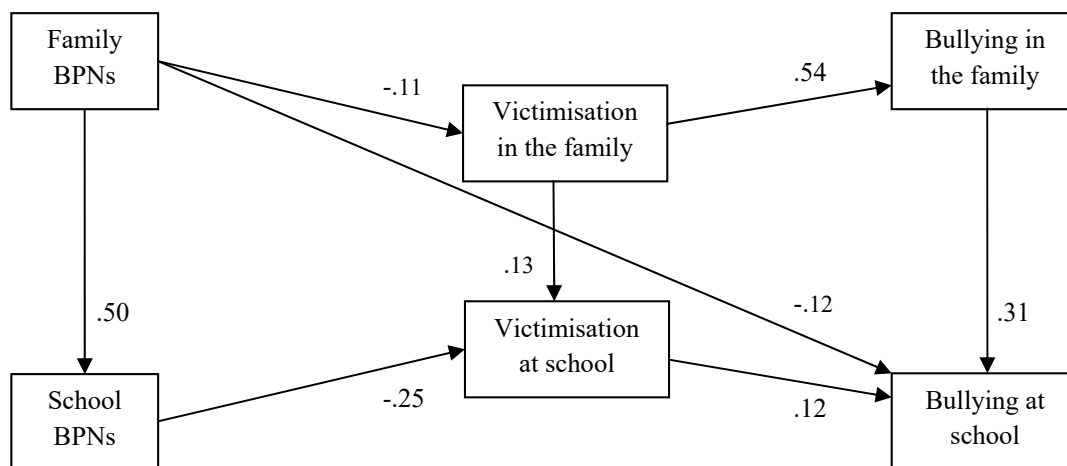 Family
BPNs
-.11
Victimisation
in the family
.54
Bullying in
the family
.50
.13
-.12
.31
School
BPNs
-.25
Victimisation
at school
.12
Bullying at
school